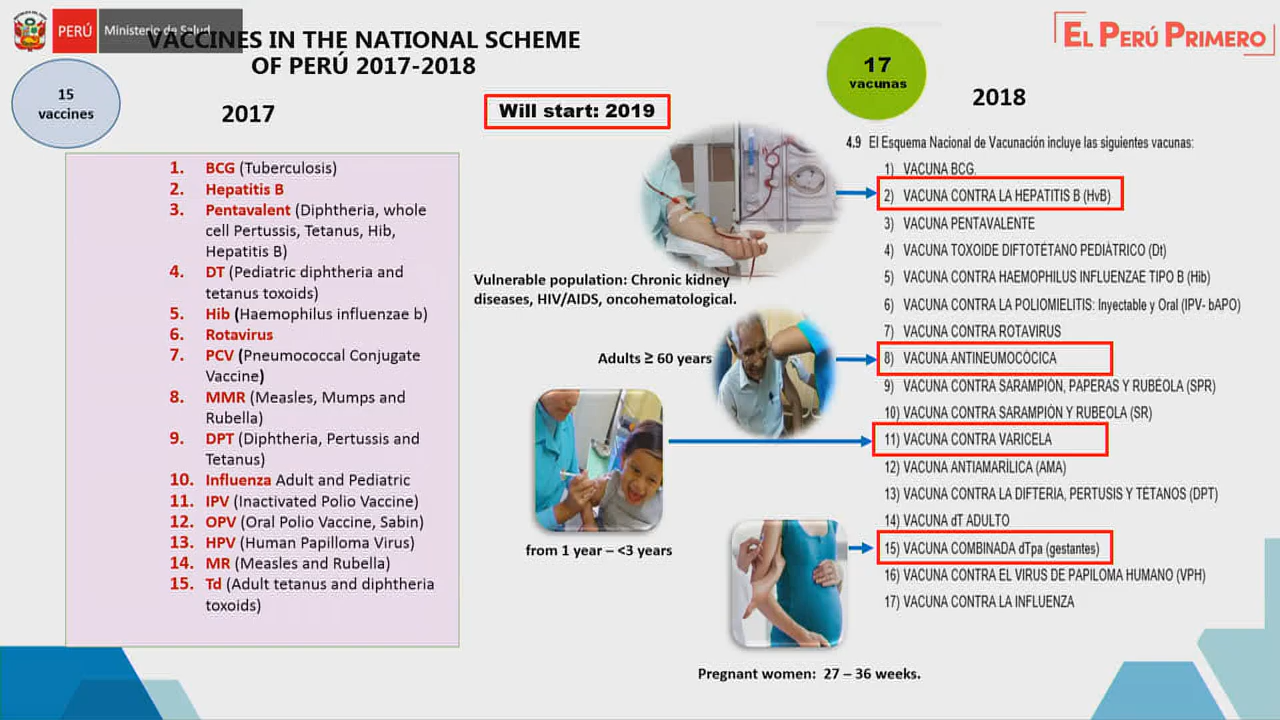 PERÚ
Ministerio de Salud
EL PERÚ PRIMERO
VACCINES IN THE NATIONAL SCHEME
OF PERÚ 2017-2018
15
vaccines
2017
1. BCG (Tuberculosis)
2. Hepatitis B
3. Pentavalent (Diphtheria, whole
cell Pertussis, Tetanus, Hib,
Hepatitis B)
4. DT (Pediatric diphtheria and
tetanus toxoids)
5. Hib (Haemophilus influenzae b)
6. Rotavirus
7. PCV (Pneumococcal Conjugate
Vaccine)
8. MMR (Measles, Mumps and
Rubella)
9. DPT (Diphtheria, Pertussis and
Tetanus)
10. Influenza Adult and Pediatric
11. IPV (Inactivated Polio Vaccine)
12. OPV (Oral Polio Vaccine, Sabin)
13. HPV (Human Papilloma Virus)
14. MR (Measles and Rubella)
15. Td (Adult tetanus and diphtheria
toxoids)
Will start: 2019
Vulnerable population: Chronic kidney
diseases, HIV/AIDS, oncohematological.
Adults ≥ 60 years
from 1 year – <3 years
Pregnant women: 27 – 36 weeks.
17
vacunas
2018
4.9 El Esquema Nacional de Vacunación incluye las siguientes vacunas:
1) VACUNA BCG.
2) VACUNA CONTRA LA HEPATITIS B (HvB)
3) VACUNA PENTAVALENTE
4) VACUNA TOXOIDE DIFTOTÉTANO PEDIÁTRICO (Dt)
5) VACUNA CONTRA HAEMOPHILUS INFLUENZAE TIPO B (Hib)
6) VACUNA CONTRA LA POLIOMIELITIS: Inyectable y Oral (IPV- bAPO)
7) VACUNA CONTRA ROTAVIRUS
8) VACUNA ANTINEUMOCÓCICA
9) VACUNA CONTRA SARAMPIÓN, PAPERAS Y RUBÉOLA (SPR)
10) VACUNA CONTRA SARAMPIÓN Y RUBEOLA (SR)
11) VACUNA CONTRA VARICELA
12) VACUNA ANTIAMARÍLICA (AMA)
13) VACUNA CONTRA LA DIFTERIA, PERTUSIS Y TÉTANOS (DPT)
14) VACUNA dT ADULTO
15) VACUNA COMBINADA dTpa (gestantes)
16) VACUNA CONTRA EL VIRUS DE PAPILOMA HUMANO (VPH)
17) VACUNA CONTRA LA INFLUENZA